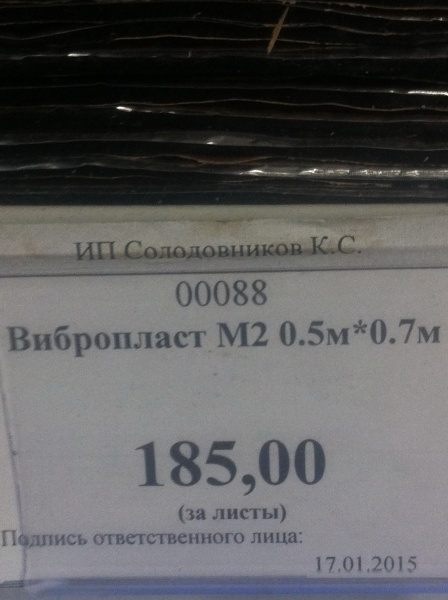 ИП Солодовников К.С.
00088
Вибропласт М2 0.5м*0.7м
185,00
(за листы)
Подпись ответственного лица:
17.01.2015